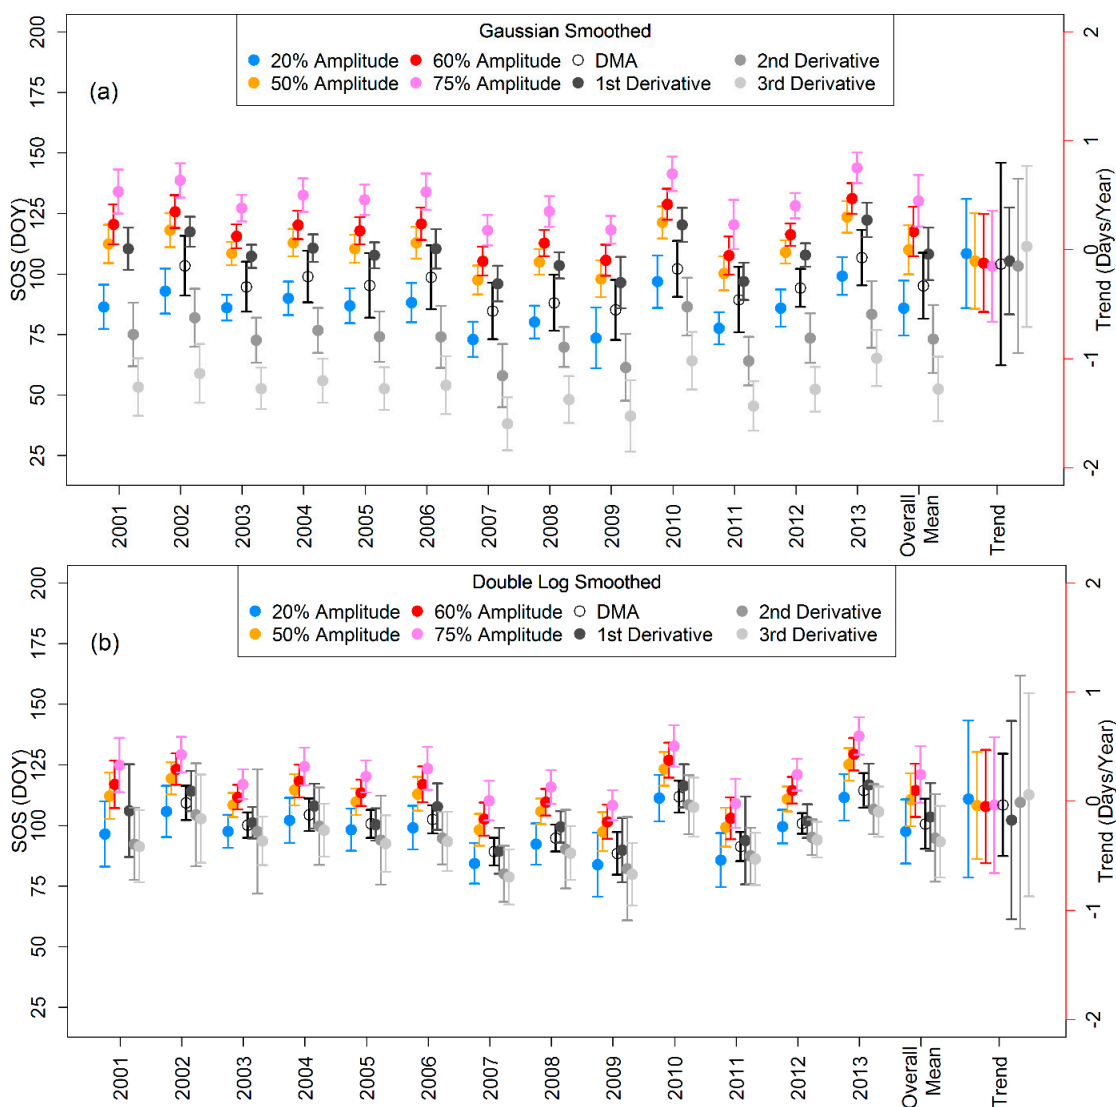 Gaussian Smoothed
20% Amplitude 60% Amplitude DMA 2nd Derivative
50% Amplitude 75% Amplitude 1st Derivative 3rd Derivative
(a)
SOS (DOY)
200
175
150
125
100
75
50
25
Trend (Days/Year)
2
1
0
-1
-2
2001
2002
2003
2004
2005
2006
2007
2008
2009
2010
2011
2012
2013
Overall
Mean
Trend
Double Log Smoothed
20% Amplitude 60% Amplitude DMA 2nd Derivative
50% Amplitude 75% Amplitude 1st Derivative 3rd Derivative
(b)
SOS (DOY)
200
175
150
125
100
75
50
25
Trend (Days/Year)
2
1
0
-1
-2
2001
2002
2003
2004
2005
2006
2007
2008
2009
2010
2011
2012
2013
Overall
Mean
Trend